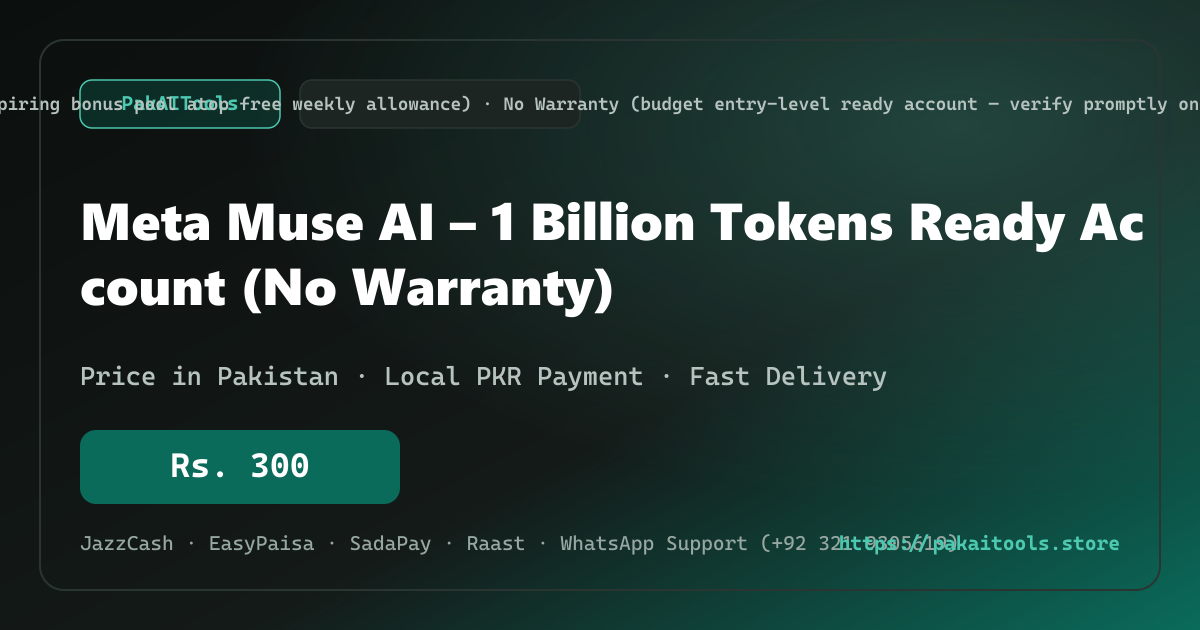 PakAITools
piring bonus pool atop free weekly allowance) · No Warranty (budget entry-level ready account — verify promptly on
Meta Muse AI – 1 Billion Tokens Ready Ac
count (No Warranty)
Price in Pakistan · Local PKR Payment · Fast Delivery
Rs. 300
JazzCash · EasyPaisa · SadaPay · Raast · WhatsApp Support (+92 321
https://pakaitools.store